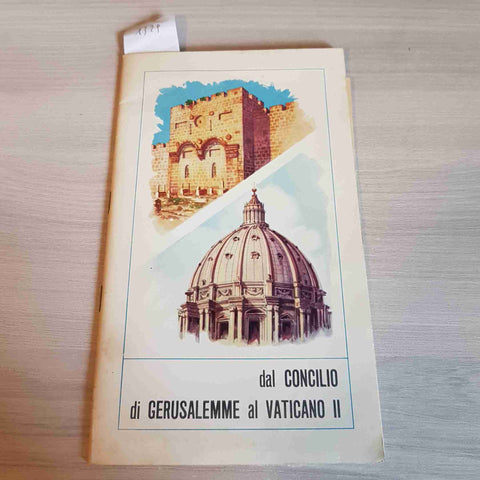 1329
dal CONCILIO
di GERUSALEMME al VATICANO II